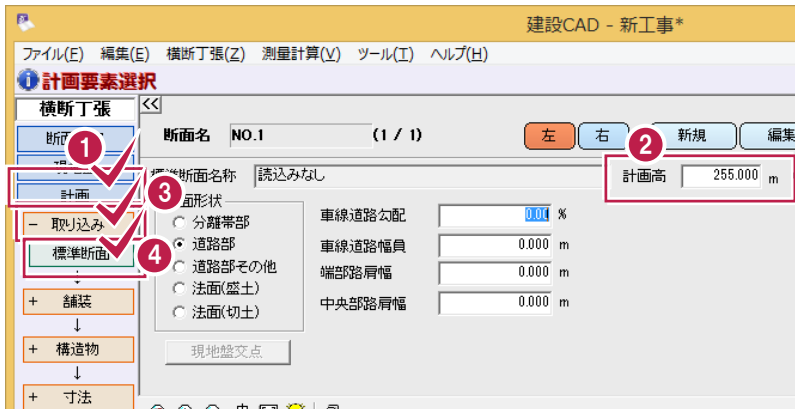 建設CAD - 新工事*
ファイル(F) 編集(E) 横断丁張(Z) 測量計算(V) ツール(T) ヘルプ(H)
計画要素選択
横断丁張 <<
断面名 NO.1 (1 / 1) 左 右 新規 編集
1 2
標準断面名称 読込みなし 計画高 255.000 m
計画 3
- 取り込み
標準断面 4
↓
+ 舗装
↓
+ 構造物
↓
+ 寸法
分離帯部
道路部
道路部その他
法面(盛土)
法面(切土)
車線道路勾配 0.00 %
車線道路幅員 0.000 m
端部路肩幅 0.000 m
中央部路肩幅 0.000 m
現地盤交点